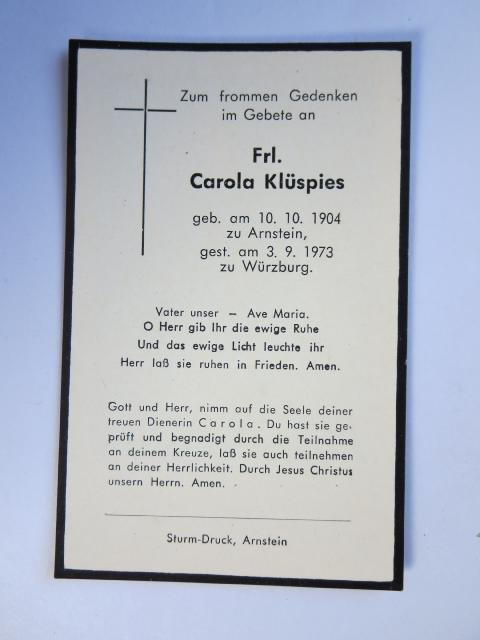 Zum frommen Gedenken
im Gebete an
Frl.
Carola Klüspies
geb. am 10. 10. 1904
zu Arnstein,
gest. am 3. 9. 1973
zu Würzburg.
Vater unser – Ave Maria.
O Herr gib Ihr die ewige Ruhe
Und das ewige Licht leuchte ihr
Herr laß sie ruhen in Frieden. Amen.
Gott und Herr, nimm auf die Seele deiner
treuen Dienerin Carola. Du hast sie ge-
prüft und begnadigt durch die Teilnahme
an deinem Kreuze, laß sie auch teilnehmen
an deiner Herrlichkeit. Durch Jesus Christus
unsern Herrn. Amen.
Sturm-Druck, Arnstein